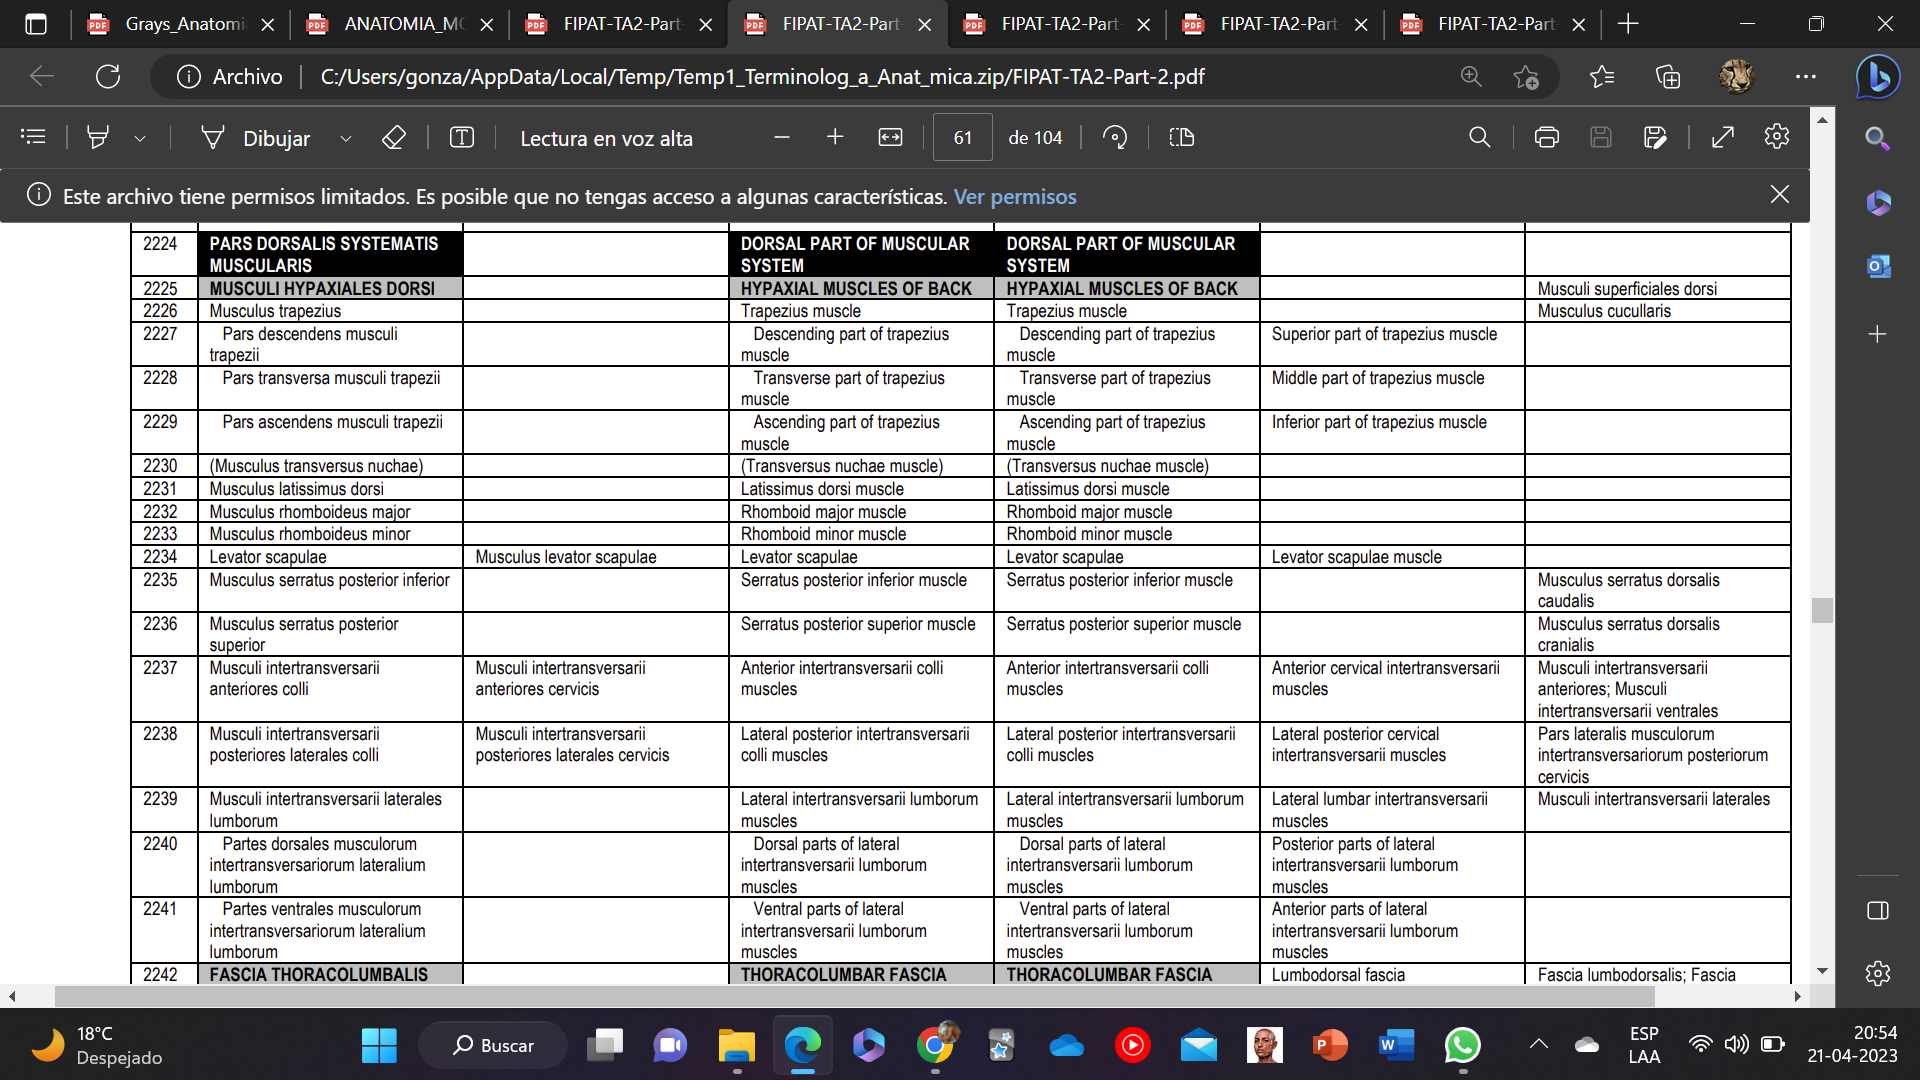 Grays_Anatomi
ANATOMIA_MC
FIPAT-TA2-Part-
FIPAT-TA2-Part-
FIPAT-TA2-Part-
FIPAT-TA2-Part-
FIPAT-TA2-Part-
Archivo
C:/Users/gonza/AppData/Local/Temp/Temp1_Terminolog_a_Anat_mica.zip/FIPAT-TA2-Part-2.pdf
Dibujar
Lectura en voz alta
61
de 104
Este archivo tiene permisos limitados. Es posible que no tengas acceso a algunas características. Ver permisos
2224
PARS DORSALIS SYSTEMATIS
MUSCULARIS
DORSAL PART OF MUSCULAR
SYSTEM
DORSAL PART OF MUSCULAR
SYSTEM
2225
MUSCULI HYPAXIALES DORSI
HYPAXIAL MUSCLES OF BACK
HYPAXIAL MUSCLES OF BACK
Musculi superficiales dorsi
2226
Musculus trapezius
Trapezius muscle
Trapezius muscle
Musculus cucullaris
2227
Pars descendens musculi
trapezii
Descending part of trapezius
muscle
Descending part of trapezius
muscle
Superior part of trapezius muscle
2228
Pars transversa musculi trapezii
Transverse part of trapezius
muscle
Transverse part of trapezius
muscle
Middle part of trapezius muscle
2229
Pars ascendens musculi trapezii
Ascending part of trapezius
muscle
Ascending part of trapezius
muscle
Inferior part of trapezius muscle
2230
(Musculus transversus nuchae)
(Transversus nuchae muscle)
(Transversus nuchae muscle)
2231
Musculus latissimus dorsi
Latissimus dorsi muscle
Latissimus dorsi muscle
2232
Musculus rhomboideus major
Rhomboid major muscle
Rhomboid major muscle
2233
Musculus rhomboideus minor
Rhomboid minor muscle
Rhomboid minor muscle
2234
Levator scapulae
Musculus levator scapulae
Levator scapulae
Levator scapulae
Levator scapulae muscle
2235
Musculus serratus posterior inferior
Serratus posterior inferior muscle
Serratus posterior inferior muscle
Musculus serratus dorsalis
caudalis
2236
Musculus serratus posterior
superior
Serratus posterior superior muscle
Serratus posterior superior muscle
Musculus serratus dorsalis
cranialis
2237
Musculi intertransversarii
anteriores colli
Musculi intertransversarii
anteriores cervicis
Anterior intertransversarii colli
muscles
Anterior intertransversarii colli
muscles
Anterior cervical intertransversarii
muscles
Musculi intertransversarii
anteriores; Musculi
intertransversarii ventrales
2238
Musculi intertransversarii
posteriores laterales colli
Musculi intertransversarii
posteriores laterales cervicis
Lateral posterior intertransversarii
colli muscles
Lateral posterior intertransversarii
colli muscles
Lateral posterior cervical
intertransversarii muscles
Pars lateralis musculorum
intertransversariorum posteriorum
cervicis
2239
Musculi intertransversarii laterales
lumborum
Lateral intertransversarii lumborum
muscles
Lateral intertransversarii lumborum
muscles
Lateral lumbar intertransversarii
muscles
Musculi intertransversarii laterales
2240
Partes dorsales musculorum
intertransversariorum lateralium
lumborum
Dorsal parts of lateral
intertransversarii lumborum
muscles
Dorsal parts of lateral
intertransversarii lumborum
muscles
Posterior parts of lateral
intertransversarii lumborum
muscles
2241
Partes ventrales musculorum
intertransversariorum lateralium
lumborum
Ventral parts of lateral
intertransversarii lumborum
muscles
Ventral parts of lateral
intertransversarii lumborum
muscles
Anterior parts of lateral
intertransversarii lumborum
muscles
2242
FASCIA THORACOLUMBALIS
THORACOLUMBAR FASCIA
THORACOLUMBAR FASCIA
Lumbodorsal fascia
Fascia lumbodorsalis; Fascia
18°C
Despejado
Buscar
ESP
LAA
20:54
21-04-2023